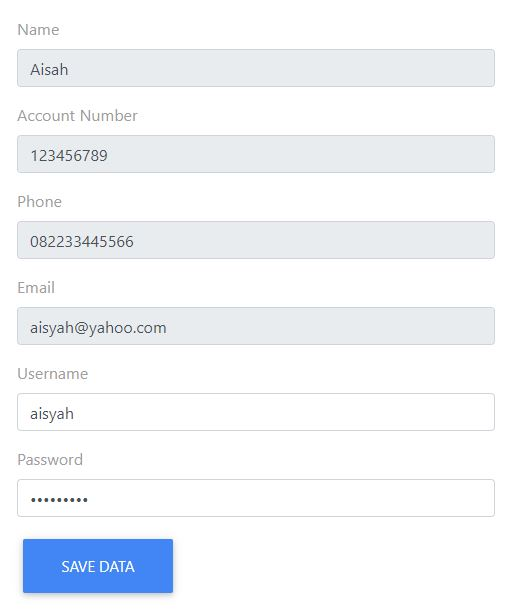 Name
Aisah
Account Number
123456789
Phone
082233445566
Email
aisyah@yahoo.com
Username
aisyah
Password
•••••••••
SAVE DATA